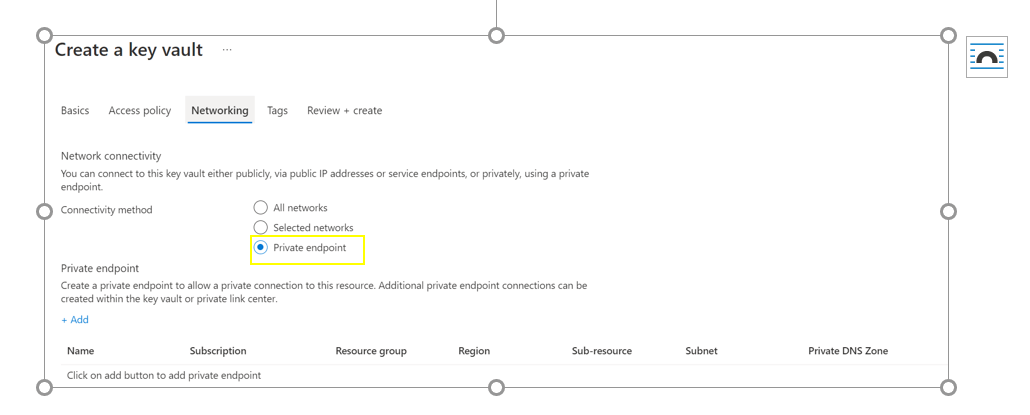 Create a key vault ...
Basics Access policy Networking Tags Review + create
Network connectivity
You can connect to this key vault either publicly, via public IP addresses or service endpoints, or privately, using a private
endpoint.
Connectivity method
All networks
Selected networks
Private endpoint
Private endpoint
Create a private endpoint to allow a private connection to this resource. Additional private endpoint connections can be
created within the key vault or private link center.
+ Add
Name Subscription Resource group Region Sub-resource Subnet Private DNS Zone
Click on add button to add private endpoint